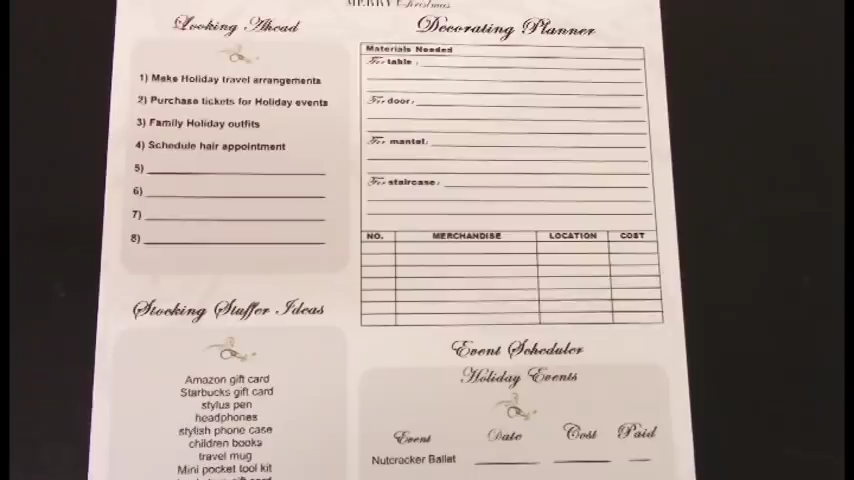 MERRY Christmas
Looking Ahead
1) Make Holiday travel arrangements
2) Purchase tickets for Holiday events
3) Family Holiday outfits
4) Schedule hair appointment
5)
6)
7)
8)
Stocking Stuffer Ideas
Amazon gift card
Starbucks gift card
stylus pen
headphones
stylish phone case
children books
travel mug
Mini pocket tool kit
Decorating Planner
Materials Needed
For table:
For door:
For mantel:
For staircase:
NO. MERCHANDISE LOCATION COST
Event Scheduler
Holiday Events
Event Date Cost Paid
Nutcracker Ballet